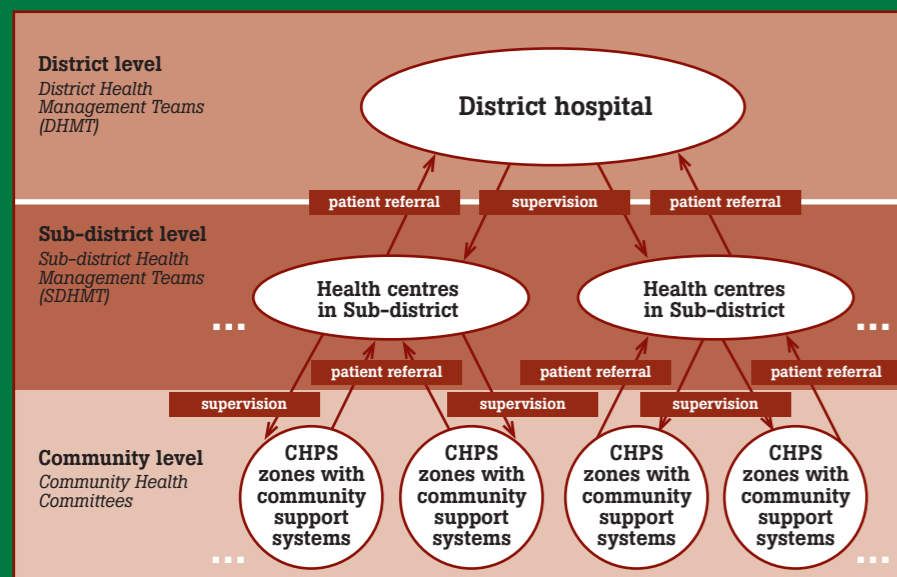 District level
District Health
Management Teams
(DHMT)
District hospital
patient referral
supervision
patient referral
Sub-district level
Sub-district Health
Management Teams
(SDHMT)
...
Health centres
in Sub-district
Health centres
in Sub-district
...
patient referral
patient referral
patient referral
supervision
supervision
supervision
Community level
Community Health
Committees
...
CHPS
zones with
community
support
systems
CHPS
zones with
community
support
systems
CHPS
zones with
community
support
systems
CHPS
zones with
community
support
systems
...